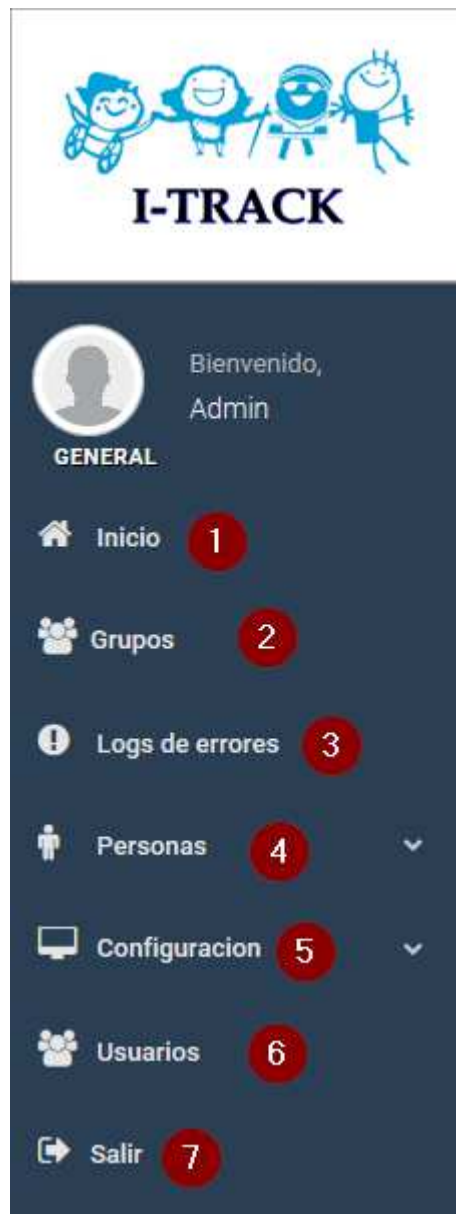 I-TRACK
Bienvenido,
Admin
GENERAL
Inicio 1
Grupos 2
Logs de errores 3
Personas 4
Configuracion 5
Usuarios 6
Salir 7